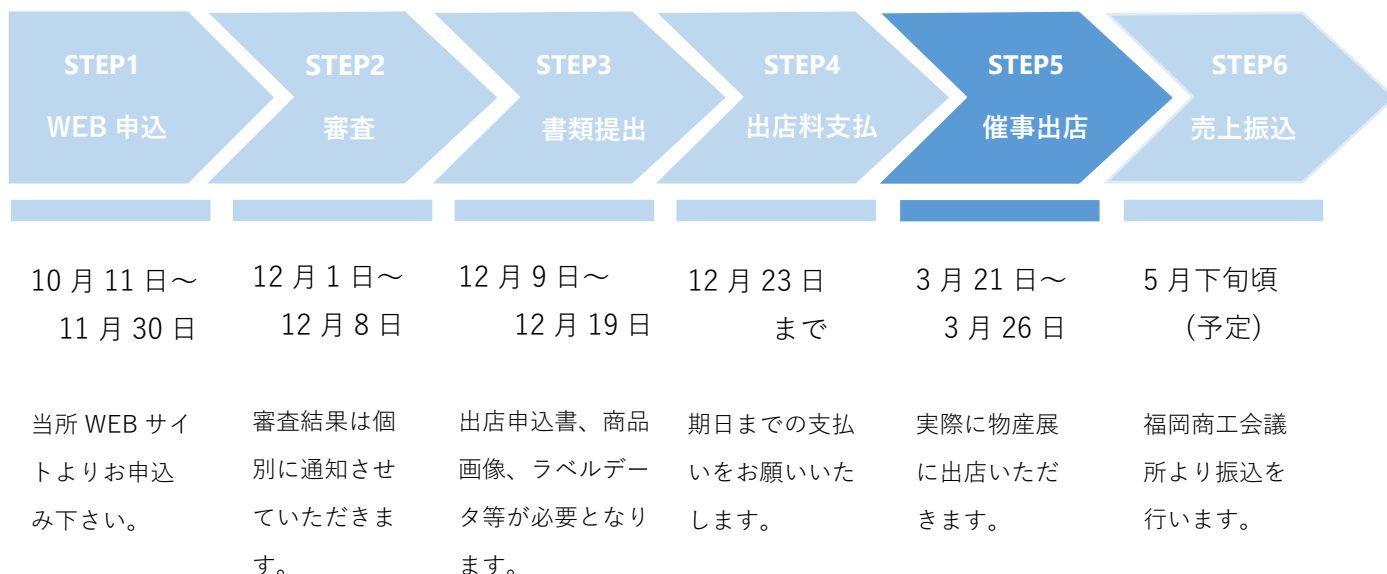 STEP1
WEB 申込
STEP2
審査
STEP3
書類提出
STEP4
出店料支払
STEP5
催事出店
STEP6
売上振込
10 月 11 日～
11 月 30 日
12 月 1 日～
12 月 8 日
12 月 9 日～
12 月 19 日
12 月 23 日
まで
3 月 21 日～
3 月 26 日
5 月下旬頃
(予定)
当所 WEB サイ
トよりお申込
み下さい。
審査結果は個
別に通知させ
ていただきま
す。
出店申込書、商品
画像、ラベルデー
タ等が必要となり
ます。
期日までの支払
いをお願いいた
します。
実際に物産展
に出店いただ
きます。
福岡商工会議
所より振込を
行います。